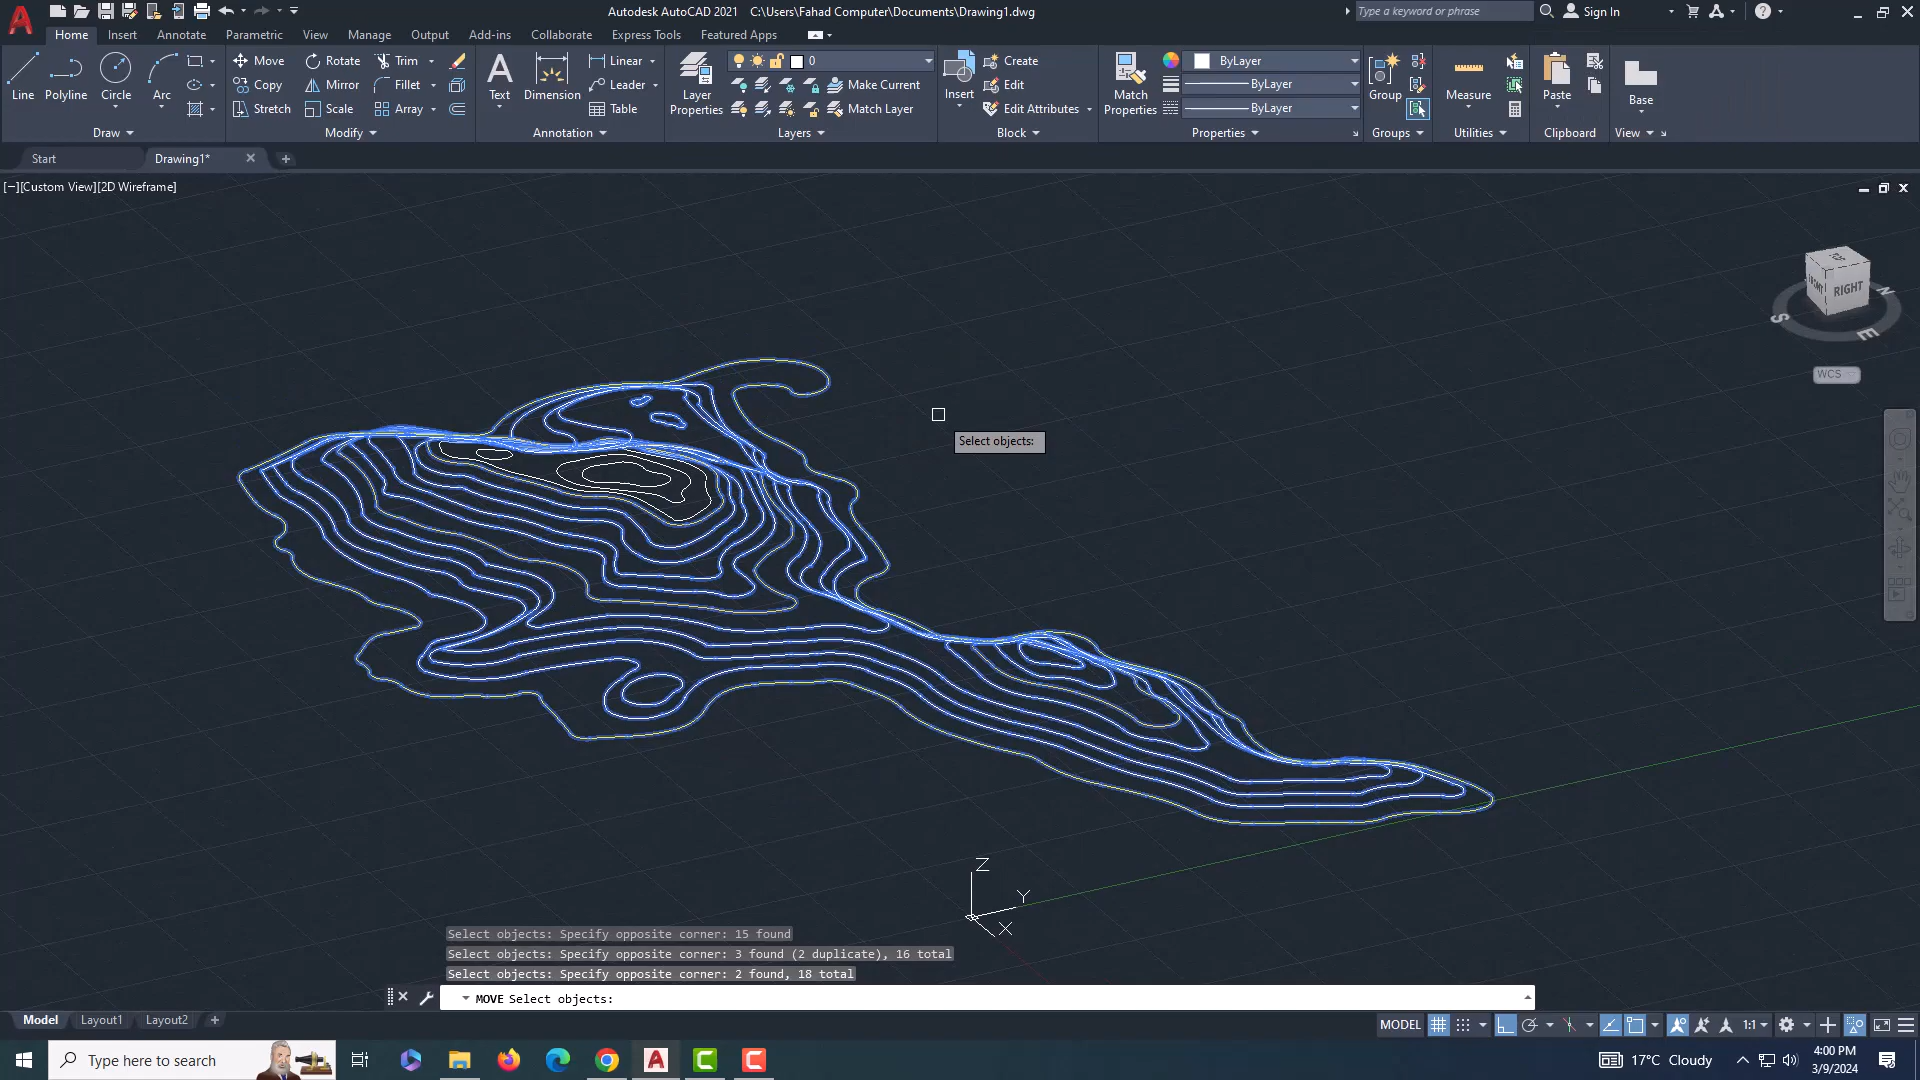 Autodesk AutoCAD 2021 C:\Users\Fahad Computer\Documents\Drawing1.dwg
Type a keyword or phrase
Sign In
Home Insert Annotate Parametric View Manage Output Add-ins Collaborate Express Tools Featured Apps
Line Polyline Circle Arc
Draw
Move Rotate Trim
Copy Mirror Fillet
Stretch Scale Array
Modify
Text Dimension
Linear
Leader
Table
Annotation
Layer
Properties
0
Make Current
Match Layer
Layers
Insert
Create
Edit
Edit Attributes
Block
Match
Properties
ByLayer
ByLayer
ByLayer
Properties
Group
Groups
Measure
Utilities
Paste
Clipboard
Base
View
Start Drawing1*
[−][Custom View][2D Wireframe]
TOP
FRONT
RIGHT
N
S
E
WCS
Select objects:
Z
Y
X
Select objects: Specify opposite corner: 15 found
Select objects: Specify opposite corner: 3 found (2 duplicate), 16 total
Select objects: Specify opposite corner: 2 found, 18 total
MOVE Select objects:
Model Layout1 Layout2
MODEL
1:1
Type here to search
17°C Cloudy
4:00 PM
3/9/2024